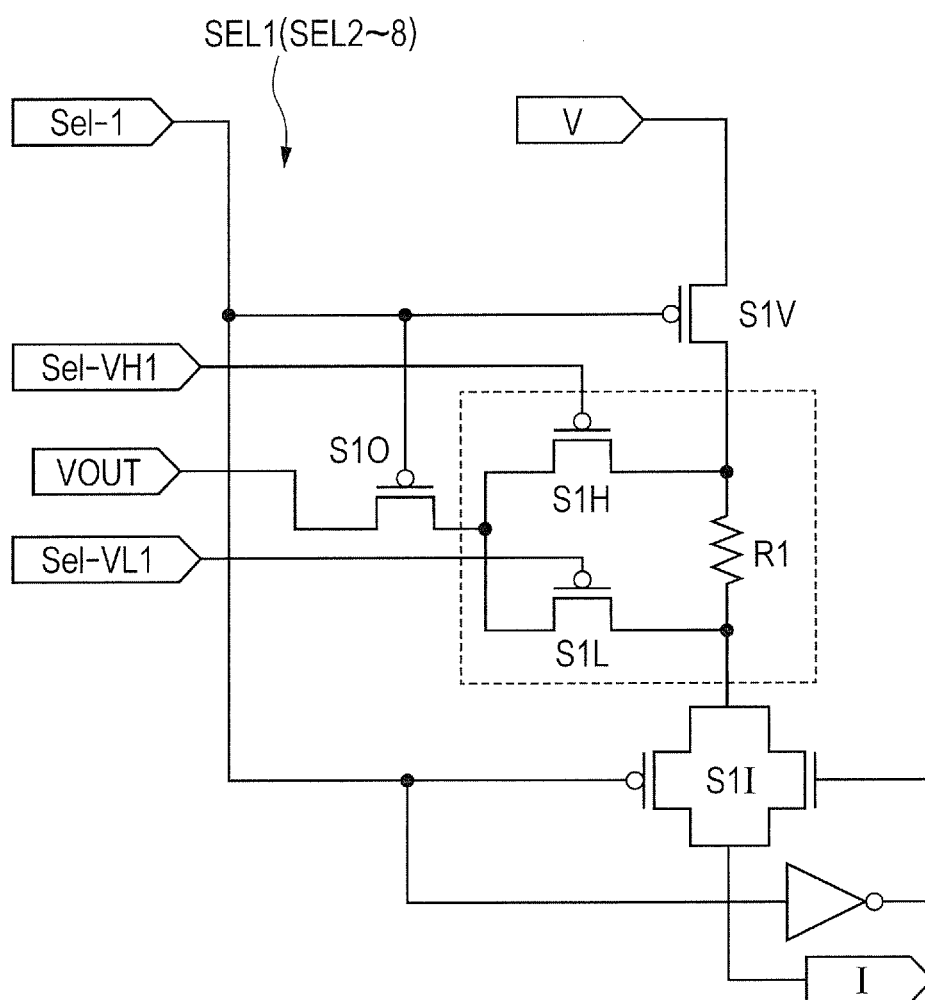 SEL1(SEL2~8)
Sel-1
V
S1V
Sel-VH1
S1O
VOUT
S1H
Sel-VL1
R1
S1L
S1I
I